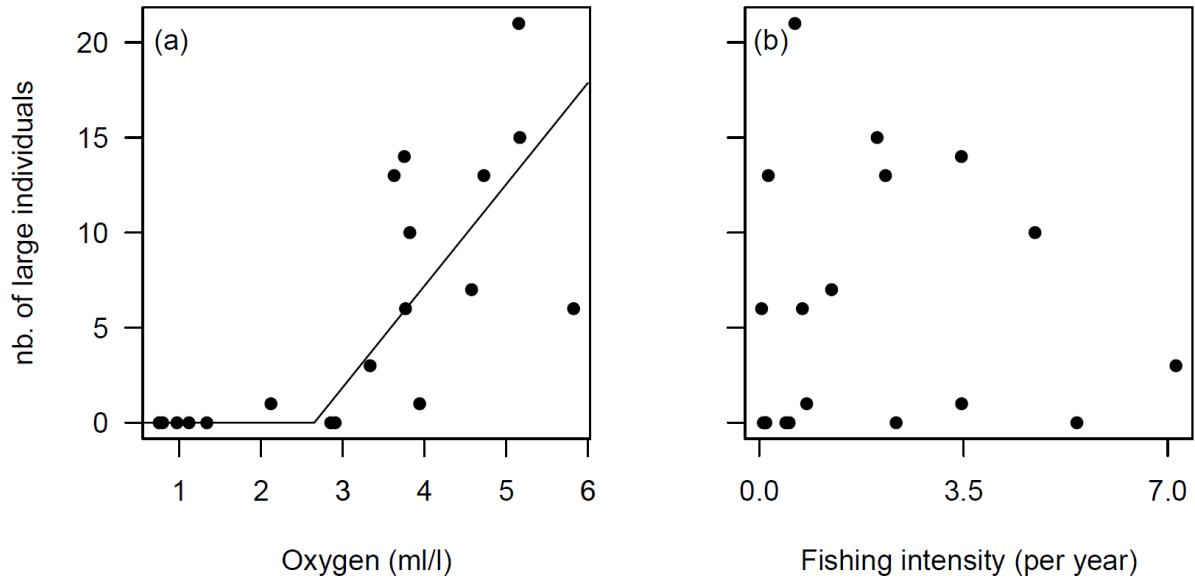 (a)
(b)
nb. of large individuals
20
15
10
5
0
1 2 3 4 5 6
0.0 3.5 7.0
Oxygen (ml/l)
Fishing intensity (per year)